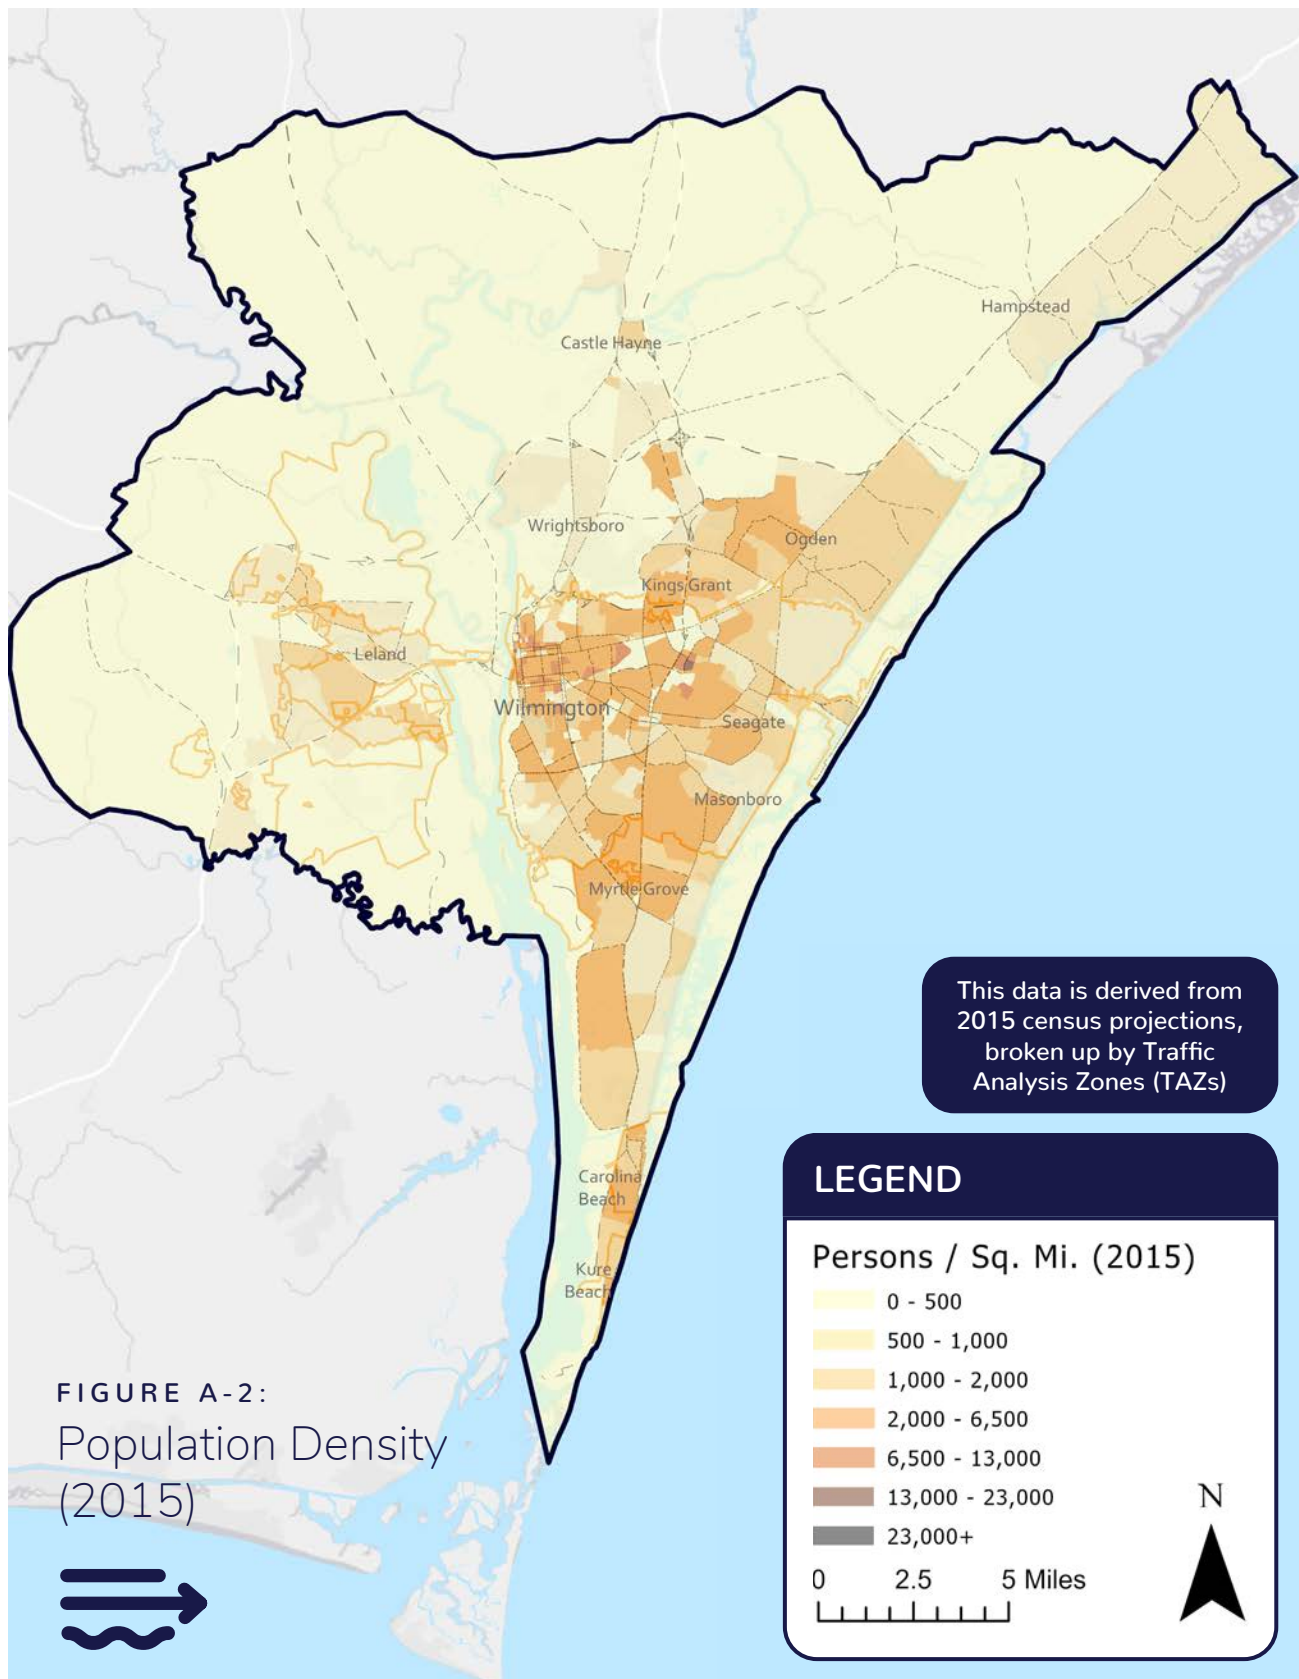 Hampstead
Castle Hayne
Wrightsboro
Ogden
Kings Grant
Leland
Wilmington
Seagate
Masonboro
Myrtle Grove
This data is derived from
2015 census projections,
broken up by Traffic
Analysis Zones (TAZs)
Carolina
Beach
Kure
Beach
LEGEND
Persons / Sq. Mi. (2015)
0 - 500
500 - 1,000
1,000 - 2,000
2,000 - 6,500
6,500 - 13,000
13,000 - 23,000
23,000+
0 2.5 5 Miles
N
FIGURE A-2:
Population Density
(2015)